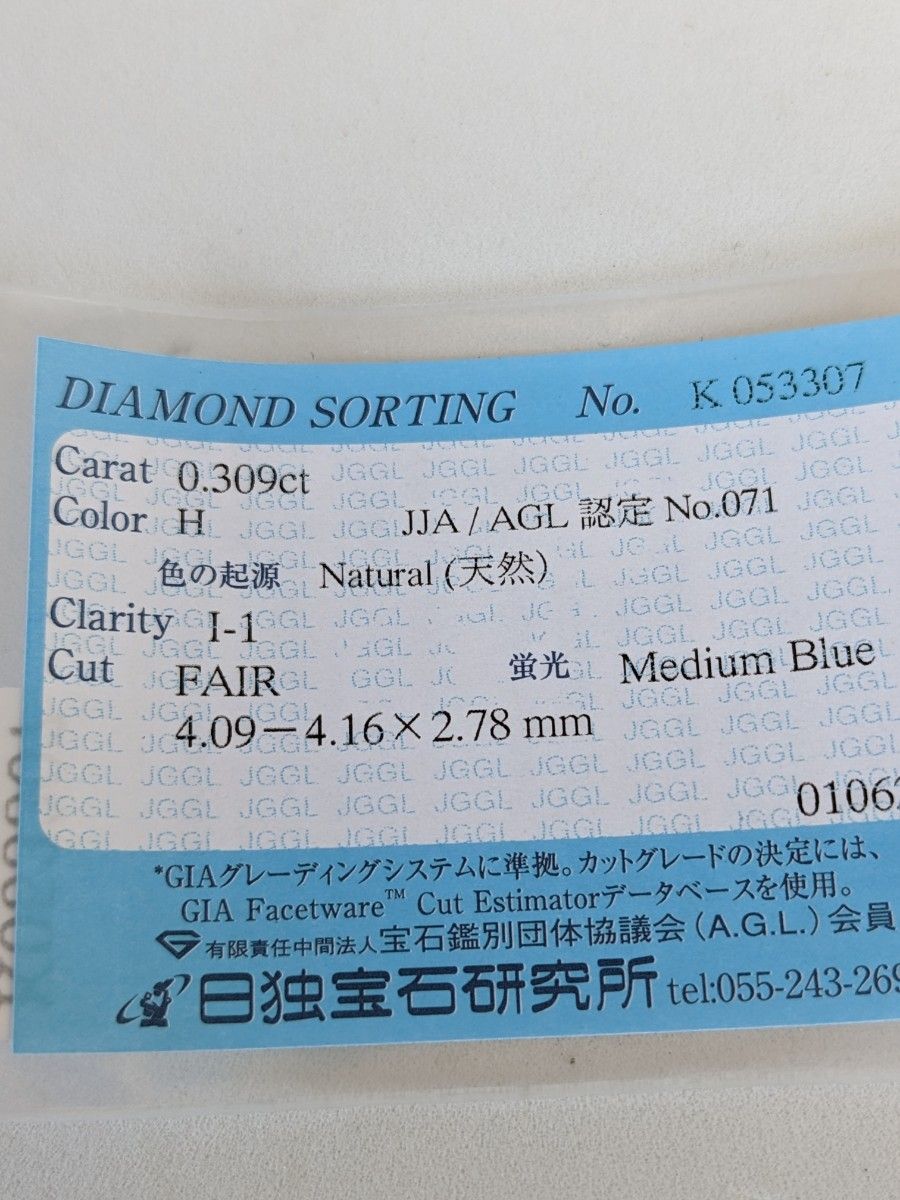 DIAMOND SORTING No. K 053307
Carat 0.309ct
Color H JJA / AGL 認定 No.071
色の起源 Natural (天然)
Clarity I-1
Cut FAIR 蛍光 Medium Blue
4.09－4.16×2.78 mm
0106
*GIAグレーディングシステムに準拠。カットグレードの決定には、
GIA Facetware™ Cut Estimatorデータベースを使用。
有限責任中間法人宝石鑑別団体協議会(A.G.L.)会員
日独宝石研究所 tel:055-243-269